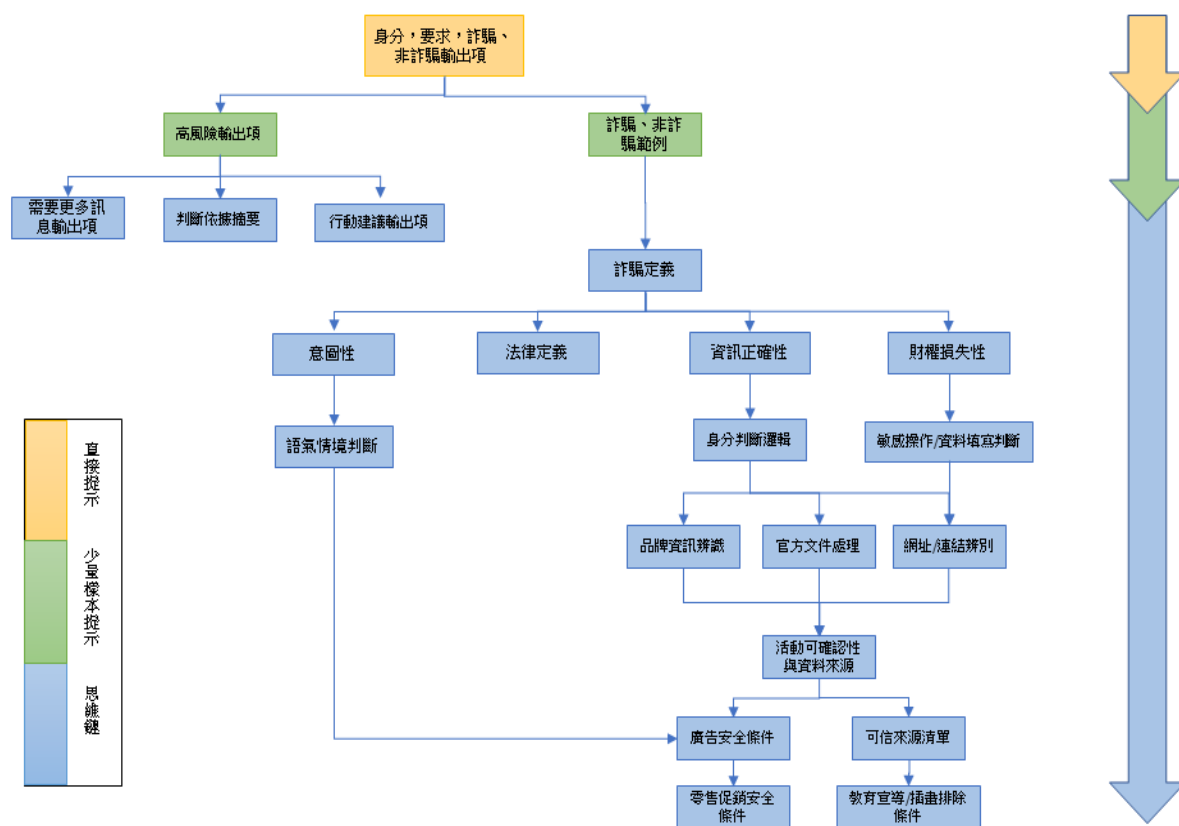 身分，要求，詐騙、
非詐騙輸出項
高風險輸出項
詐騙、非詐
騙範例
需要更多訊
息輸出項
判斷依據摘要
行動建議輸出項
詐騙定義
意圖性
法律定義
資訊正確性
財權損失性
語氣情境判斷
身分判斷邏輯
敏感操作/資料填寫判斷
品牌資訊辨識
官方文件處理
網址/連結辨別
活動可確認性
與資料來源
廣告安全條件
可信來源清單
零售促銷安全
條件
教育宣導/插畫排除
條件
直接提示
少量樣本提示
思維鏈